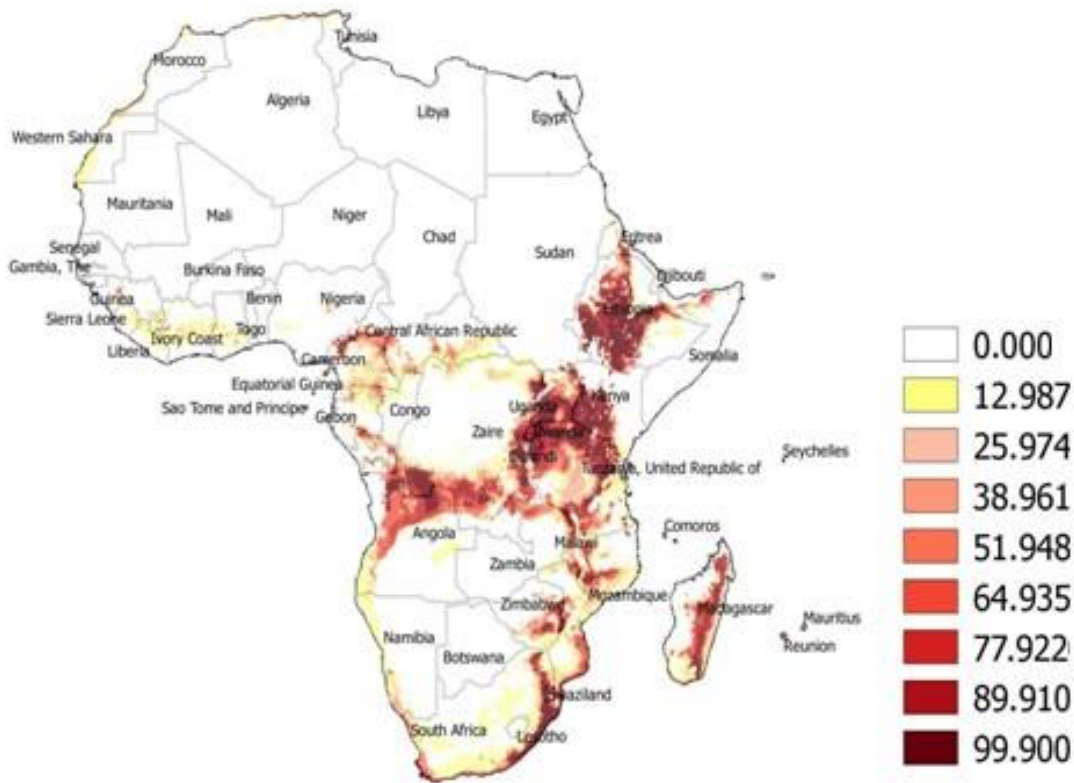 Tunisia
Morocco
Algeria
Libya
Egypt
Western Sahara
Mauritania
Mali
Niger
Chad
Sudan
Eritrea
Senegal
Gambia, The
Burkina Faso
Djibouti
Guinea
Benin
Nigeria
Ethiopia
Sierra Leone
Ivory Coast
Togo
Central African Republic
Liberia
Cameroon
Somalia
Equatorial Guinea
Uganda
Kenya
Sao Tome and Principe
Gabon
Congo
Zaire
Rwanda
Burundi
Tanzania, United Republic of
Seychelles
Comoros
Angola
Malawi
Zambia
Zimbabwe
Mozambique
Madagascar
Mauritius
Reunion
Namibia
Botswana
Swaziland
South Africa
Lesotho
0.000
12.987
25.974
38.961
51.948
64.935
77.922
89.910
99.900